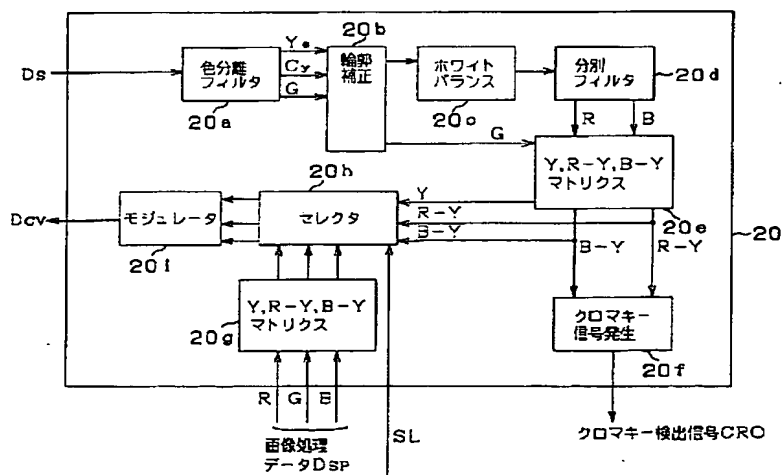 20b
Ds
色分離
フィルタ
20a
Ye
Cy
G
輪郭
補正
ホワイト
バランス
20c
分別
フィルタ
20d
R
B
G
Y,R-Y,B-Y
マトリクス
20e
20
20h
DCV
モジュレータ
20i
セレクタ
Y
R-Y
B-Y
B-Y
R-Y
Y,R-Y,B-Y
マトリクス
20g
クロマキー
信号発生
20f
R
G
B
SL
画像処理
データDSP
クロマキー検出信号CRO